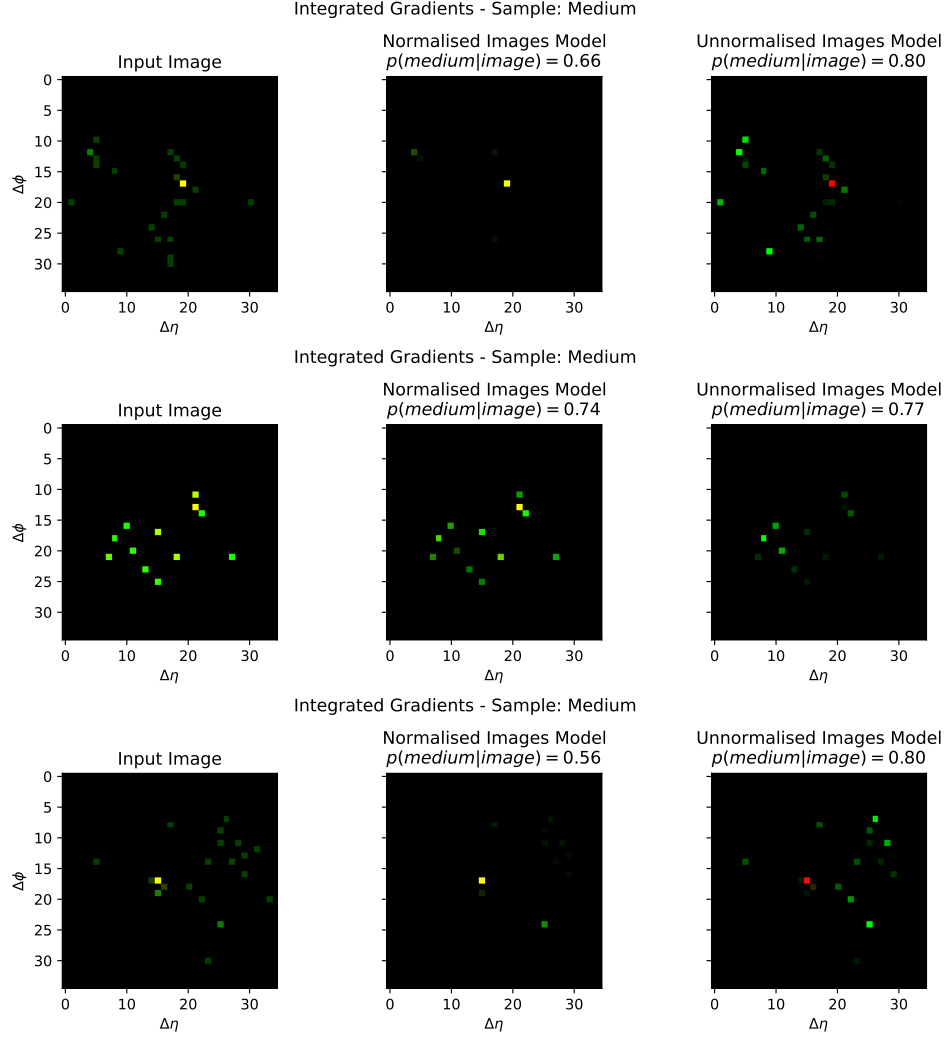 Integrated Gradients - Sample: Medium
Input Image
Normalised Images Model
p(medium|image) = 0.66
Unnormalised Images Model
p(medium|image) = 0.80
Δϕ
0
5
10
15
20
25
30
0 10 20 30
Δη
0 10 20 30
Δη
0 10 20 30
Δη
Integrated Gradients - Sample: Medium
Input Image
Normalised Images Model
p(medium|image) = 0.74
Unnormalised Images Model
p(medium|image) = 0.77
Δϕ
0
5
10
15
20
25
30
0 10 20 30
Δη
0 10 20 30
Δη
0 10 20 30
Δη
Integrated Gradients - Sample: Medium
Input Image
Normalised Images Model
p(medium|image) = 0.56
Unnormalised Images Model
p(medium|image) = 0.80
Δϕ
0
5
10
15
20
25
30
0 10 20 30
Δη
0 10 20 30
Δη
0 10 20 30
Δη